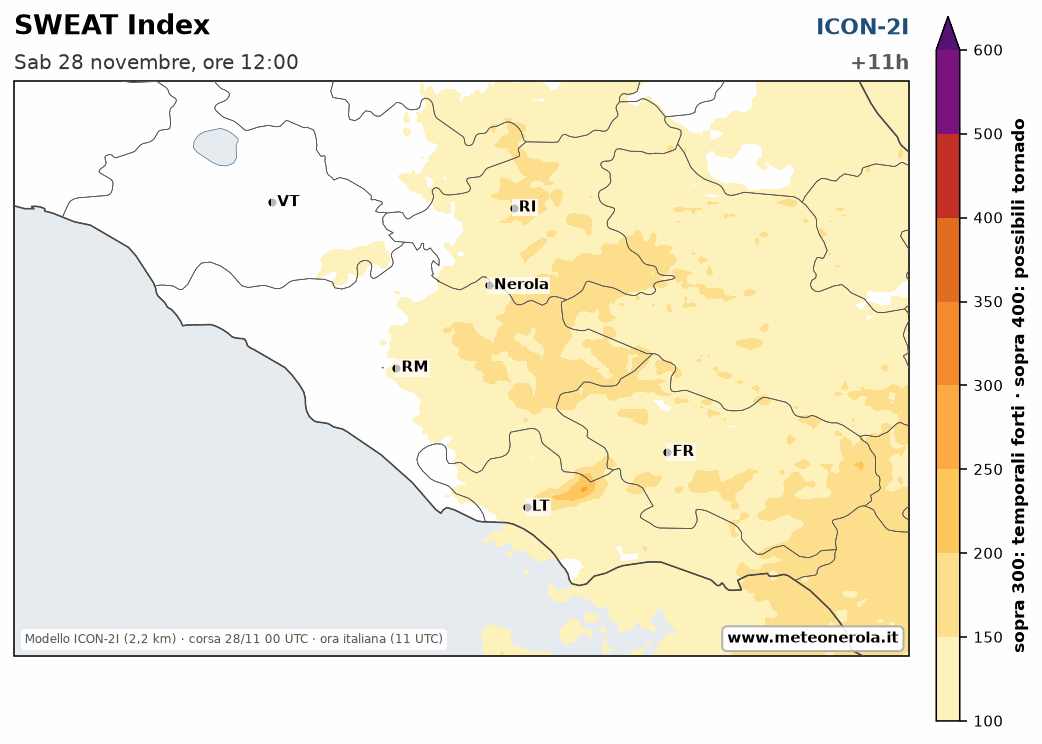 SWEAT Index
ICON-2I
Sab 28 novembre, ore 12:00
+11h
VT
RI
Nerola
RM
FR
LT
Modello ICON-2I (2,2 km) · corsa 28/11 00 UTC · ora italiana (11 UTC)
www.meteonerola.it
600
500
400
350
300
250
200
150
100
sopra 300: temporali forti · sopra 400: possibili tornado